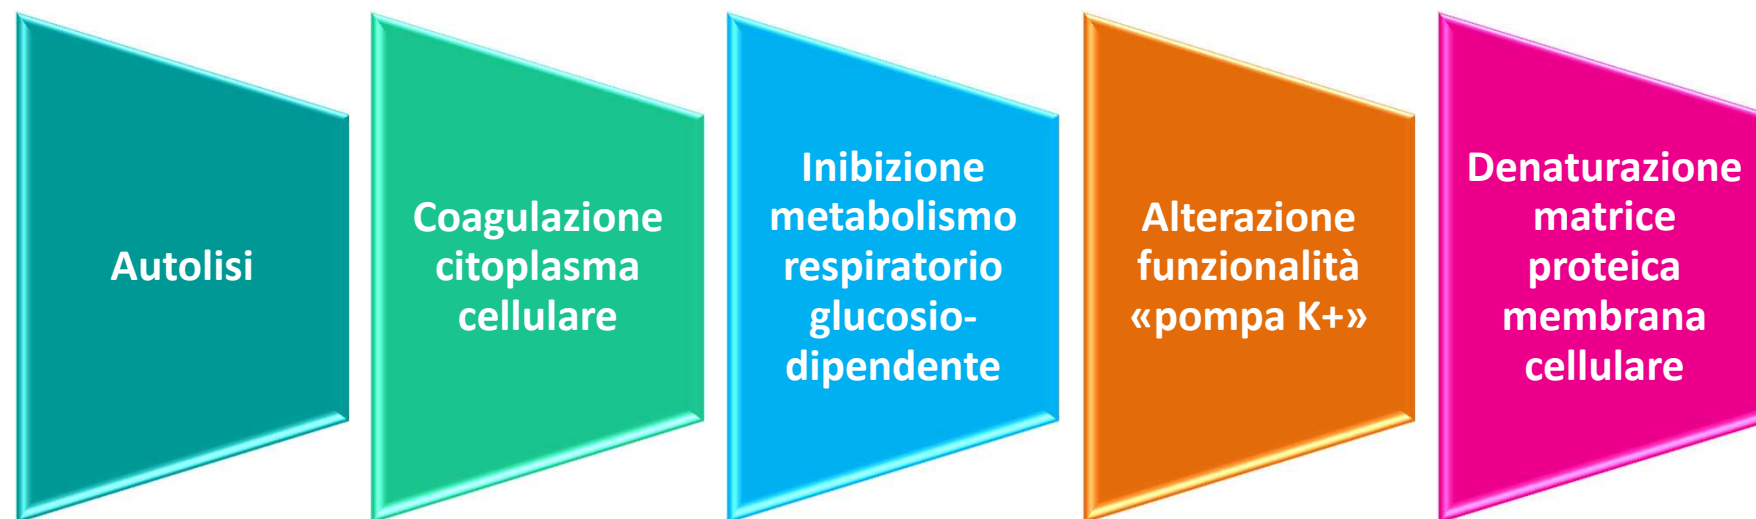 Autolisi
Coagulazione
citoplasma
cellulare
Inibizione
metabolismo
respiratorio
glucosio-
dipendente
Alterazione
funzionalità
«pompa K+»
Denaturazione
matrice
proteica
membrana
cellulare